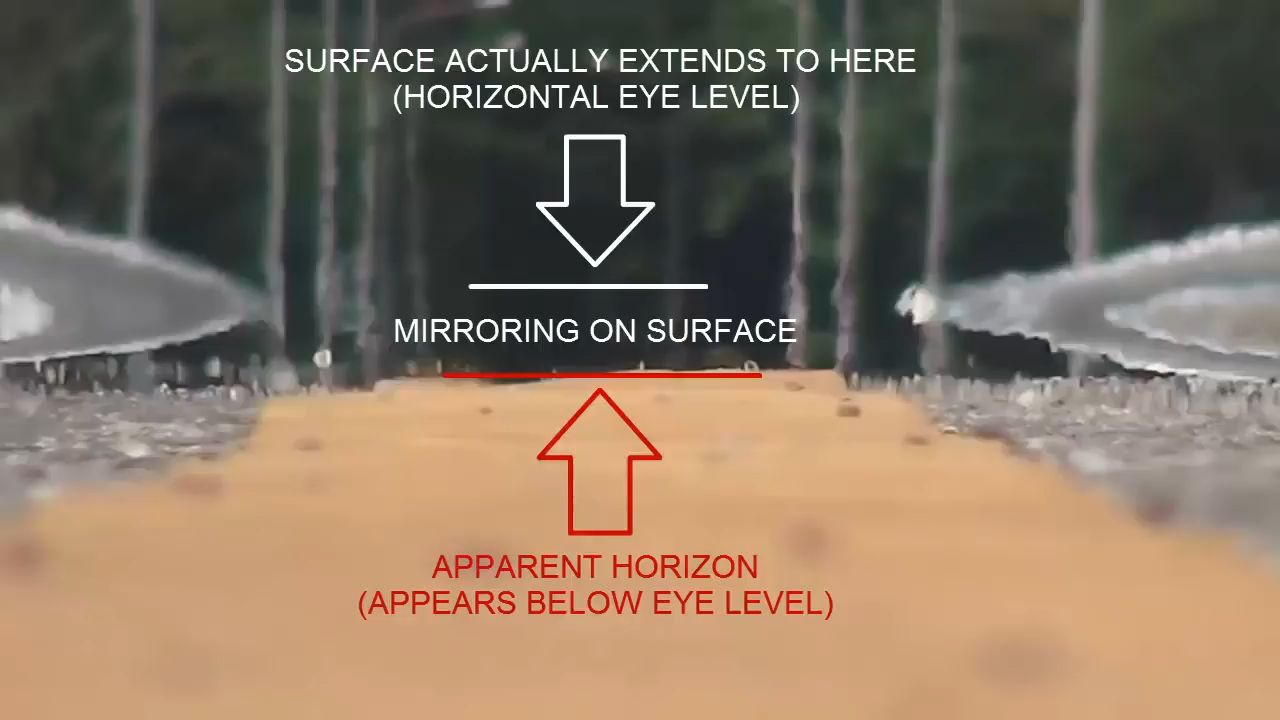 SURFACE ACTUALLY EXTENDS TO HERE
(HORIZONTAL EYE LEVEL)
MIRRORING ON SURFACE
APPARENT HORIZON
(APPEARS BELOW EYE LEVEL)